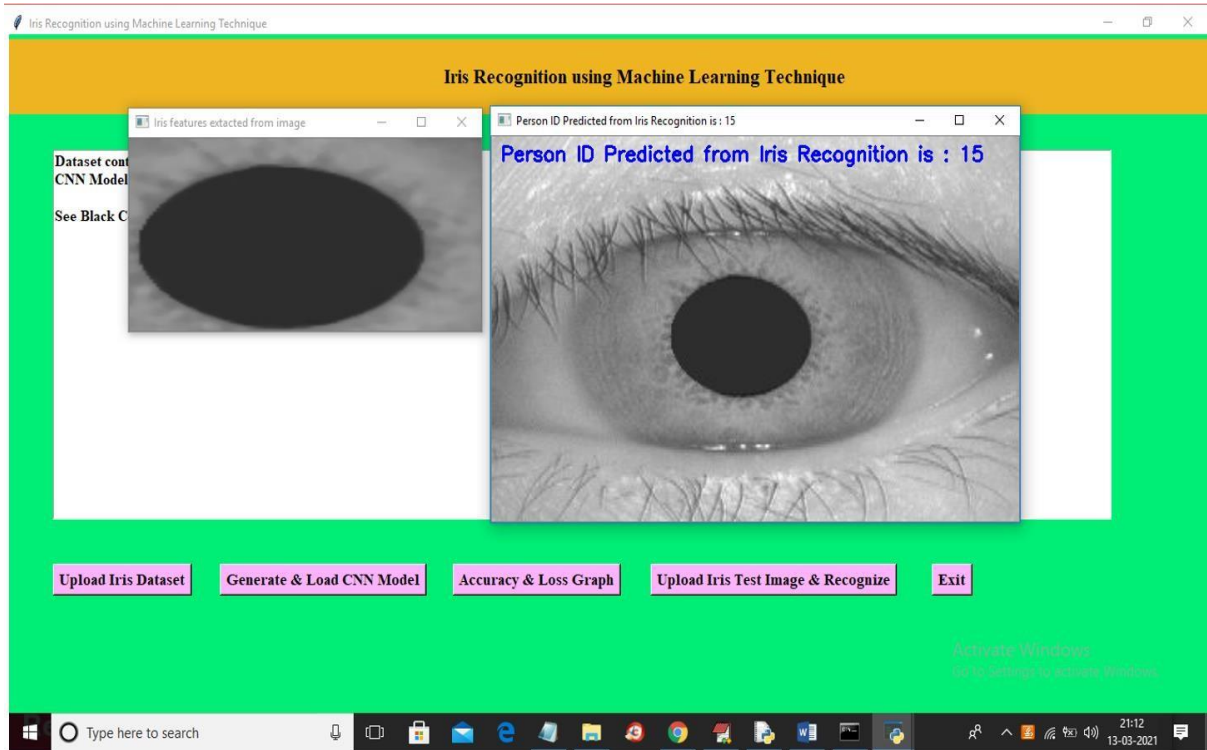 Iris Recognition using Machine Learning Technique
Iris Recognition using Machine Learning Technique
Iris features extacted from image
Person ID Predicted from Iris Recognition is : 15
Person ID Predicted from Iris Recognition is : 15
Dataset cont
CNN Model
See Black C
Upload Iris Dataset
Generate & Load CNN Model
Accuracy & Loss Graph
Upload Iris Test Image & Recognize
Exit
Activate Windows
Go to Settings to activate Windows.
Type here to search
21:12
13-03-2021